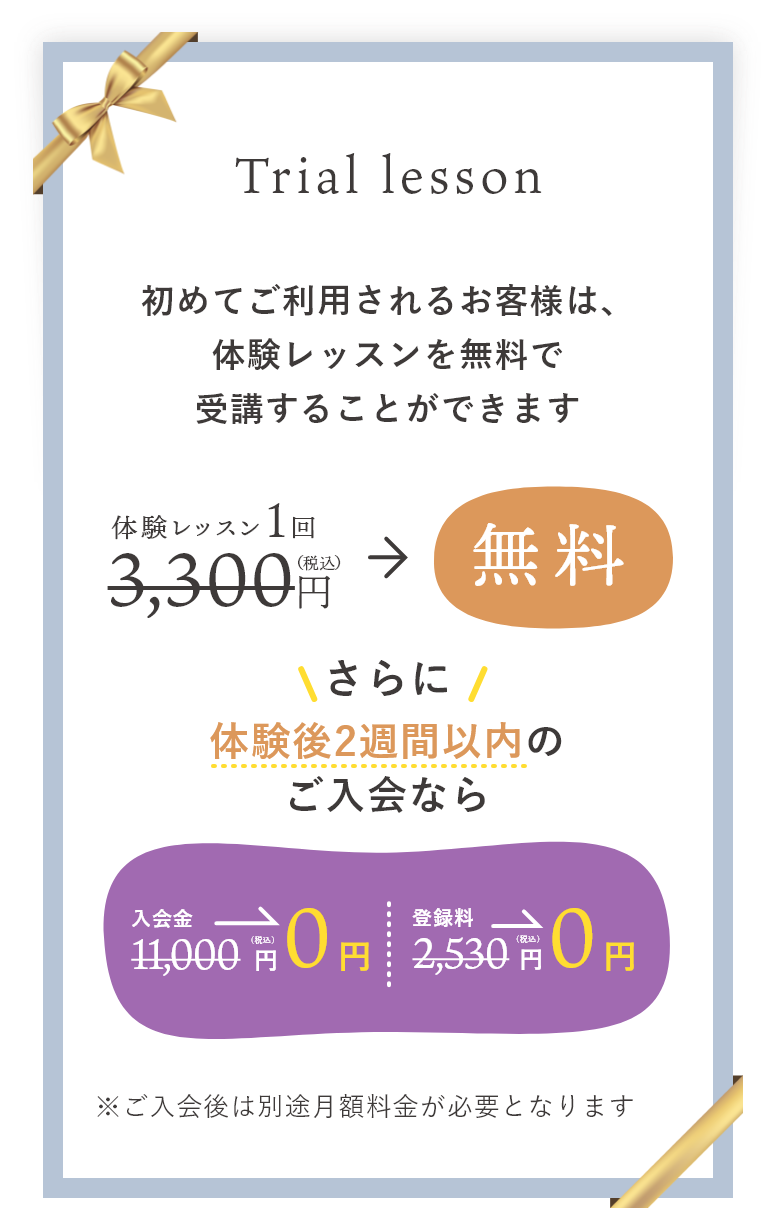 Trial lesson
初めてご利用されるお客様は、
体験レッスンを無料で
受講することができます
体験レッスン1回
3,300円(税込)
→
無料
\ さらに /
体験後2週間以内の
ご入会なら
入会金
11,000円(税込)
0円
登録料
2,530円(税込)
0円
※ご入会後は別途月額料金が必要となります